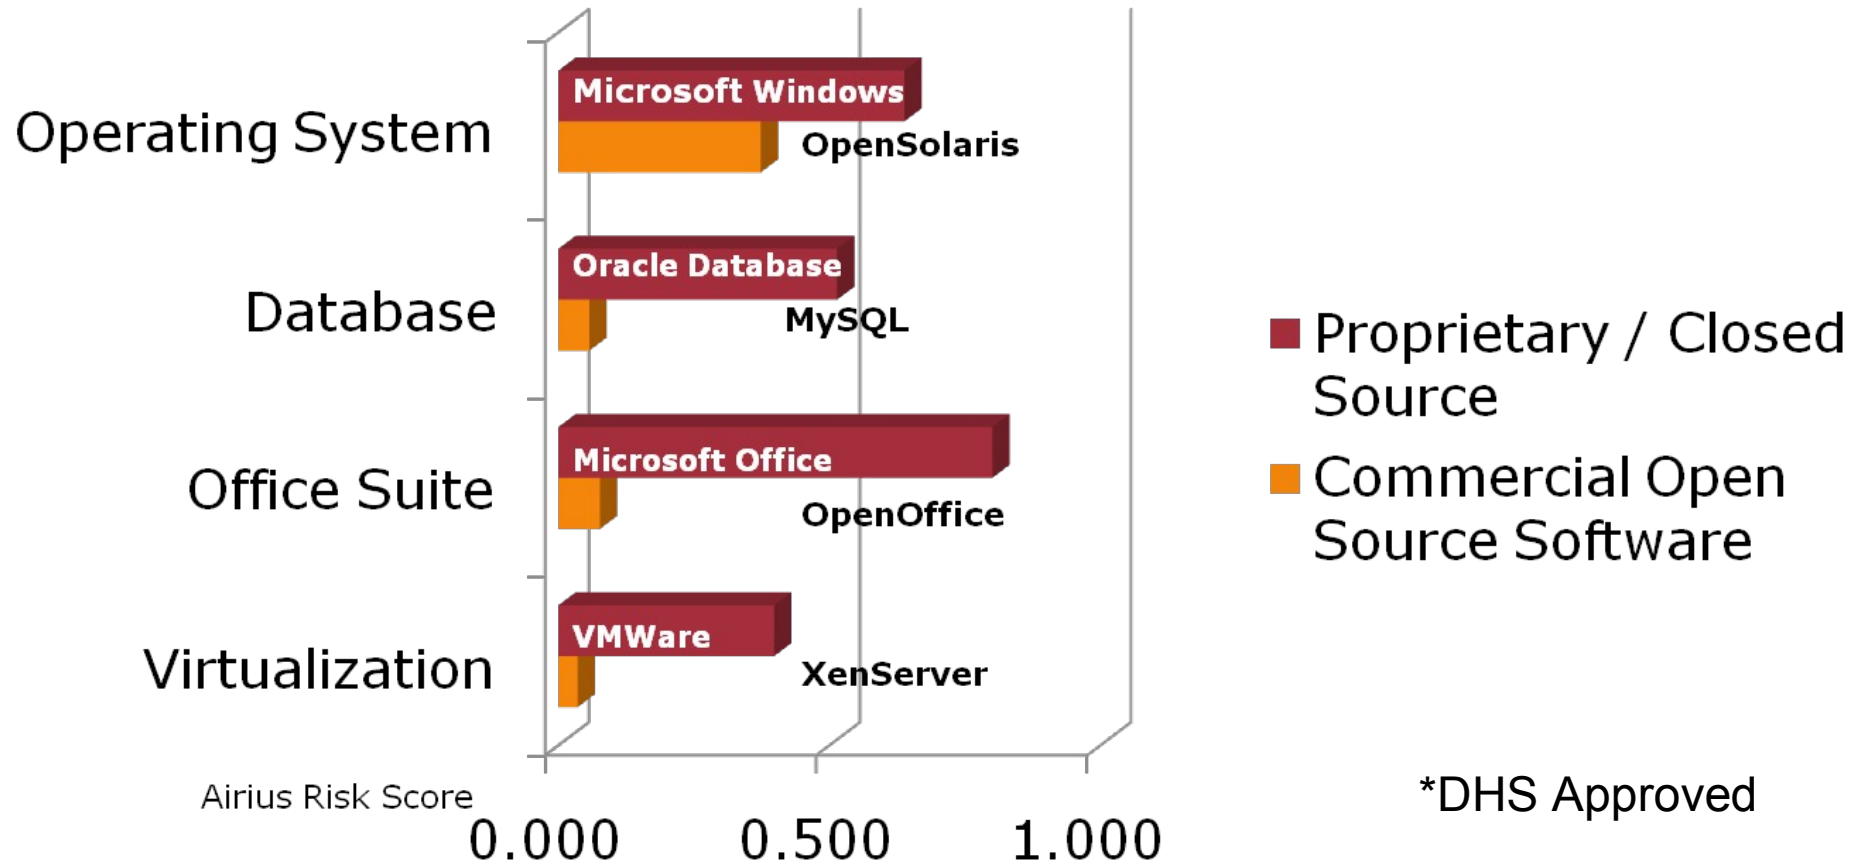 Operating System
Microsoft Windows
OpenSolaris
Database
Oracle Database
MySQL
Office Suite
Microsoft Office
OpenOffice
Virtualization
VMWare
XenServer
Airius Risk Score
0.000 0.500 1.000
Proprietary / Closed
Source
Commercial Open
Source Software
*DHS Approved